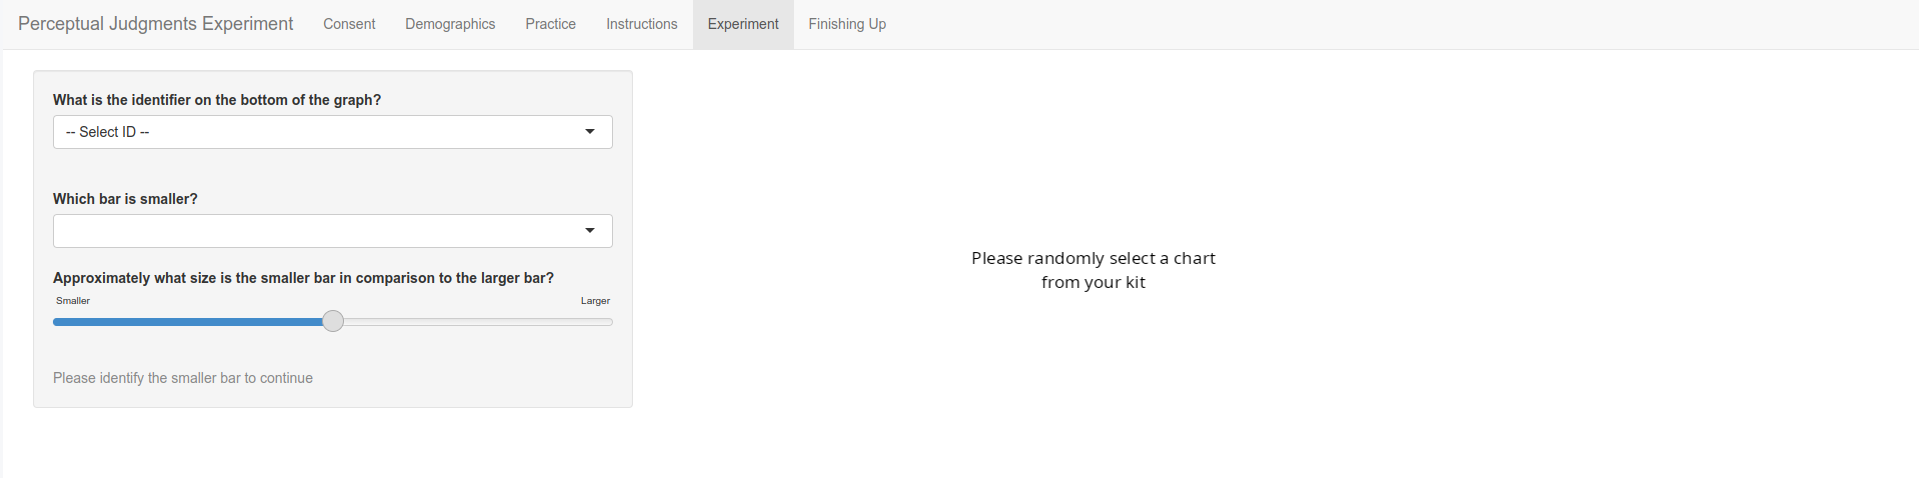 Perceptual Judgments Experiment Consent Demographics Practice Instructions Experiment Finishing Up
What is the identifier on the bottom of the graph?
-- Select ID --
Which bar is smaller?
Approximately what size is the smaller bar in comparison to the larger bar?
Smaller Larger
Please identify the smaller bar to continue
Please randomly select a chart
from your kit